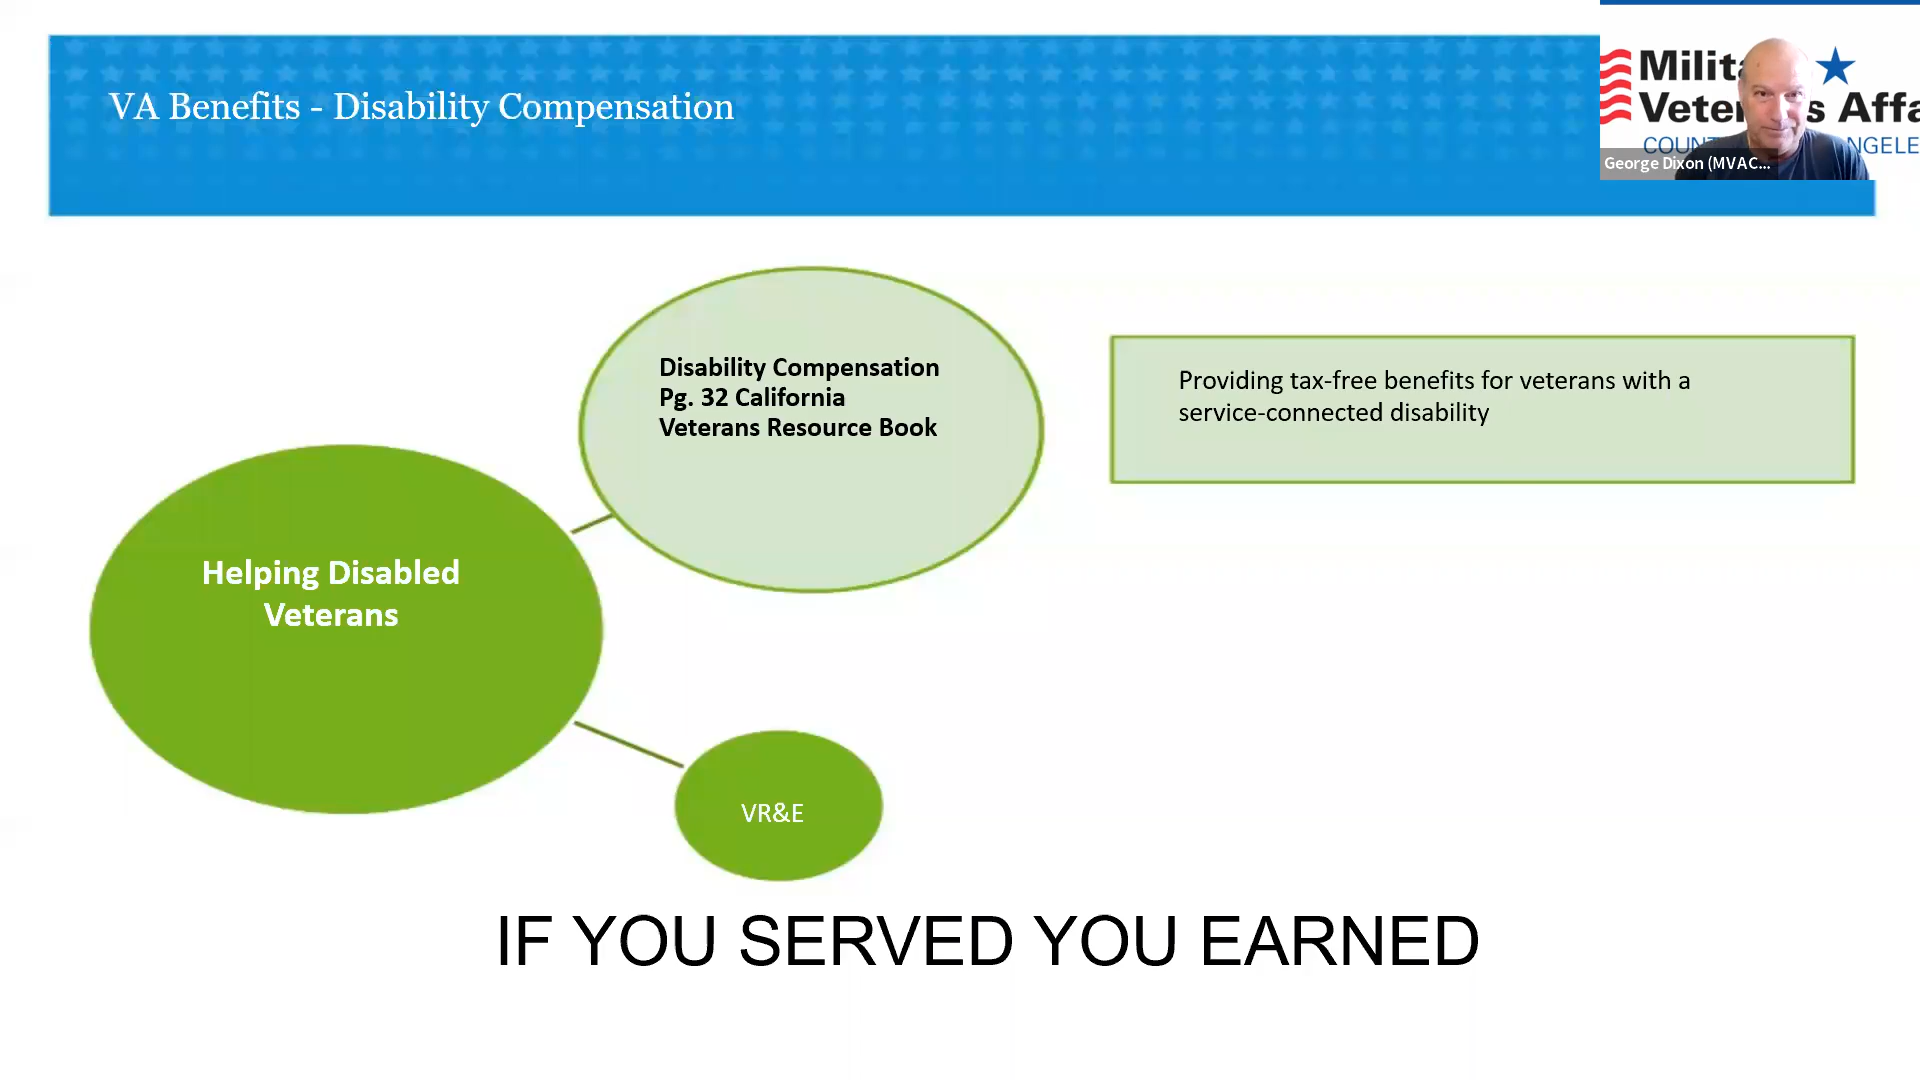 VA Benefits - Disability Compensation
George Dixon (MVAC...
Disability Compensation
Pg. 32 California
Veterans Resource Book
Providing tax-free benefits for veterans with a
service-connected disability
Helping Disabled
Veterans
VR&E
IF YOU SERVED YOU EARNED